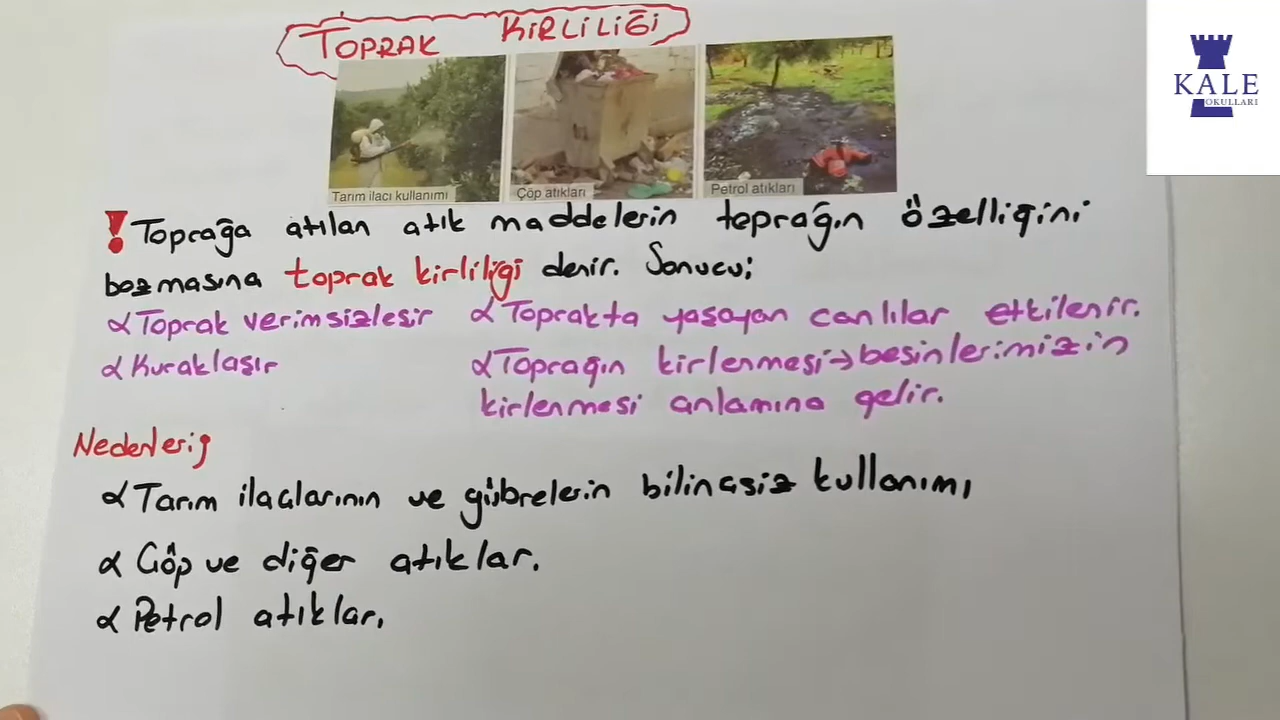 TOPRAK KİRLİLİĞİ
KALE
OKULLARI
Tarım ilacı kullanımı
Çöp atıkları
Petrol atıkları
! Toprağa atılan atık maddelerin teprağın özelliğini
bozmasına toprak kirliliği denir. Sonucu;
α Toprak verimsizleşir
α Toprakta yaşayan canlılar etkilenir.
α Kuraklaşır
α Toprağın kirlenmesi → besinlerimizin
kirlenmesi anlamına gelir.
Nedenleri;
α Tarım ilaçlarının ve gübrelerin bilinçsiz kullanımı,
α Çöp ve diğer atıklar.
α Petrol atıklar.